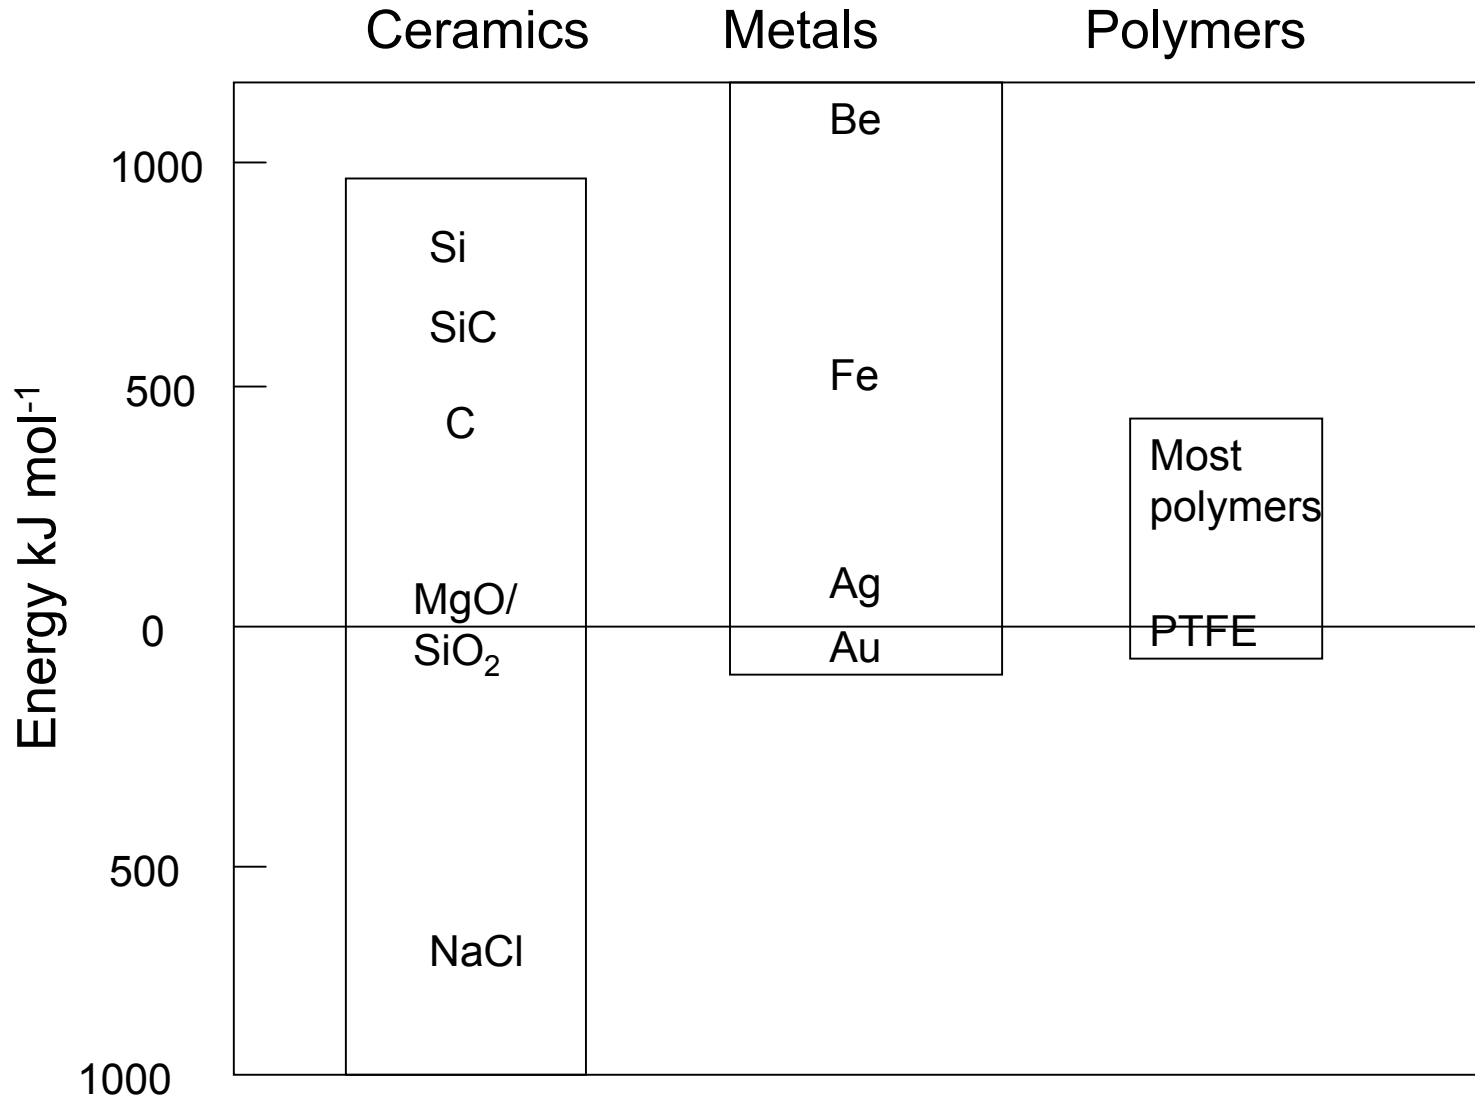 Ceramics Metals Polymers
Energy kJ mol-1
1000
500
0
500
1000
Si
SiC
C
MgO/
SiO2
NaCl
Be
Fe
Ag
Au
Most
polymers
PTFE